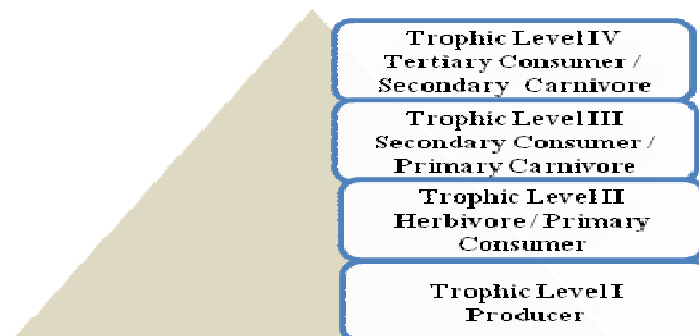 Trophic Level IV
Tertiary Consumer /
Secondary Carnivore
Trophic Level III
Secondary Consumer /
Primary Carnivore
Trophic Level II
Herbivore / Primary
Consumer
Trophic Level I
Producer